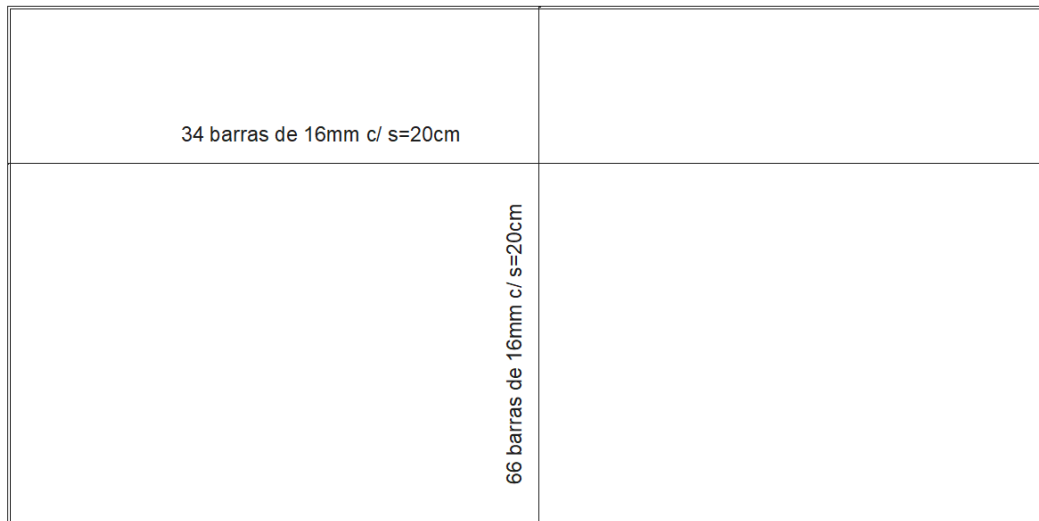 34 barras de 16mm c/ s=20cm
66 barras de 16mm c/ s=20cm